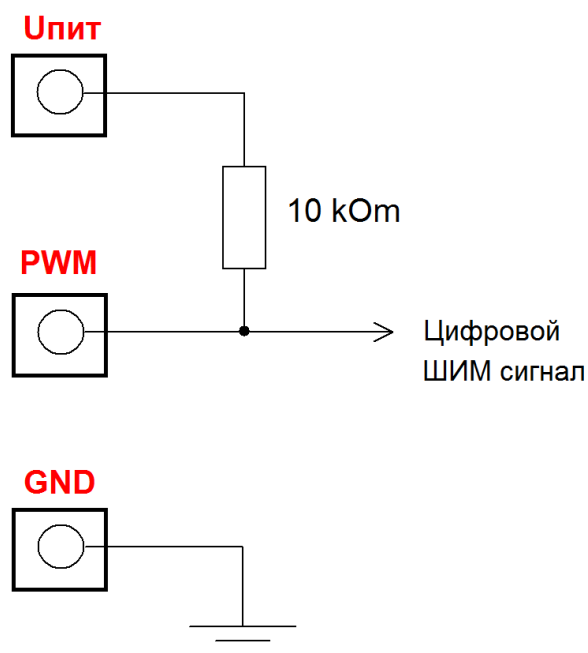 Uпит
10 kOm
PWM
Цифровой
ШИМ сигнал
GND